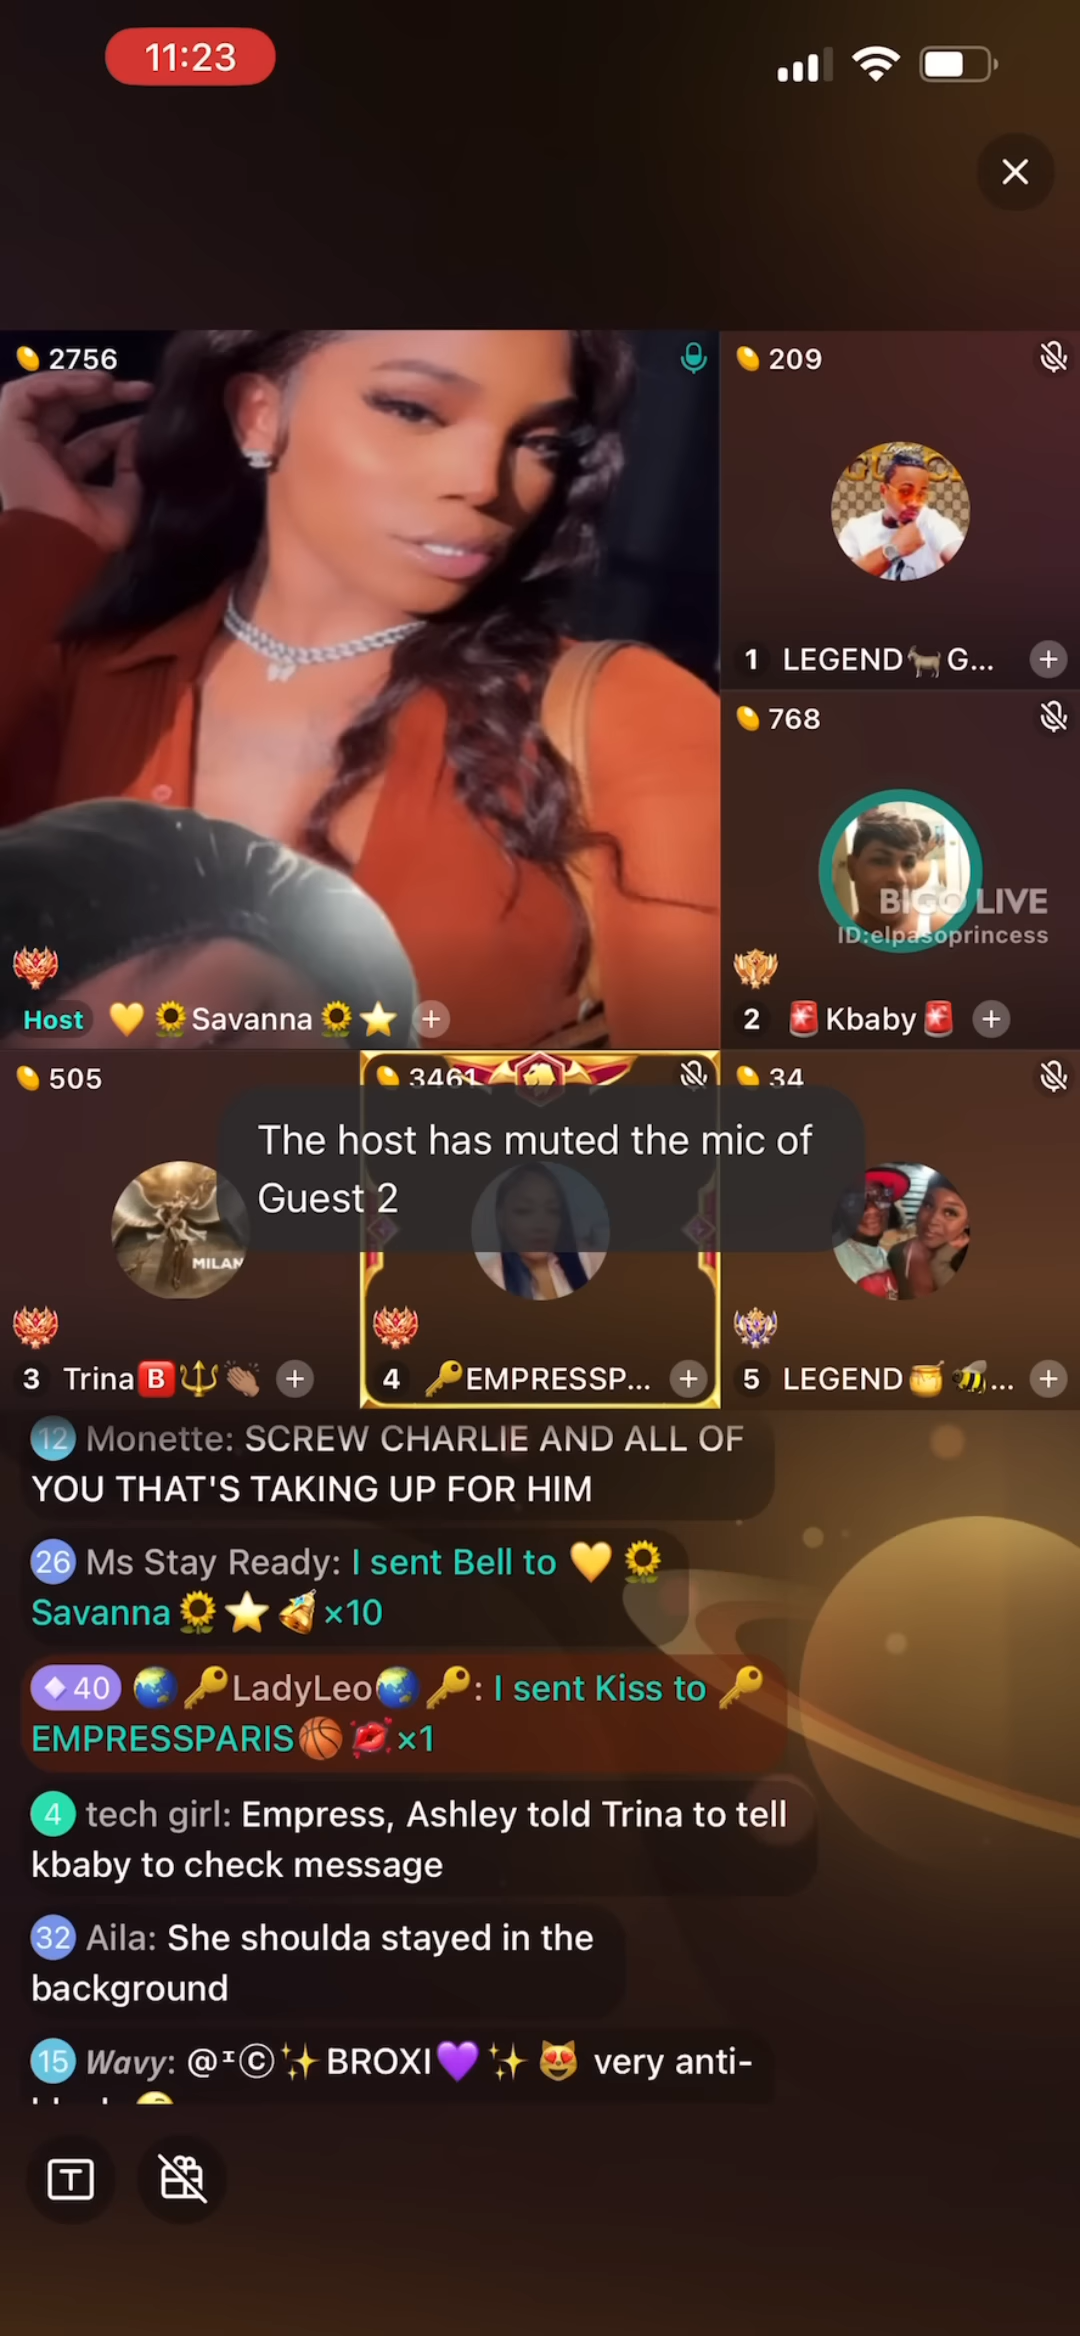 11:23
2756
209
1 LEGEND🐐G...
768
BIGO LIVE
ID:elpasoprincess
Host 💛🌻Savanna🌻⭐
2 🚨Kbaby🚨
505
3461
34
The host has muted the mic of
Guest 2
MILAN
3 Trina🅱️🔱👏🏽
4 🔑EMPRESSP...
5 LEGEND🍯🐝...
12 Monette: SCREW CHARLIE AND ALL OF
YOU THAT'S TAKING UP FOR HIM
26 Ms Stay Ready: I sent Bell to 💛🌻
Savanna🌻⭐🔔×10
40 🌏🔑LadyLeo🌏🔑: I sent Kiss to 🔑
EMPRESSPARIS🏀💋×1
4 tech girl: Empress, Ashley told Trina to tell
kbaby to check message
32 Aila: She shoulda stayed in the
background
15 Wavy: @ᶦⓒ✨BROXI💜✨😻 very anti-
T